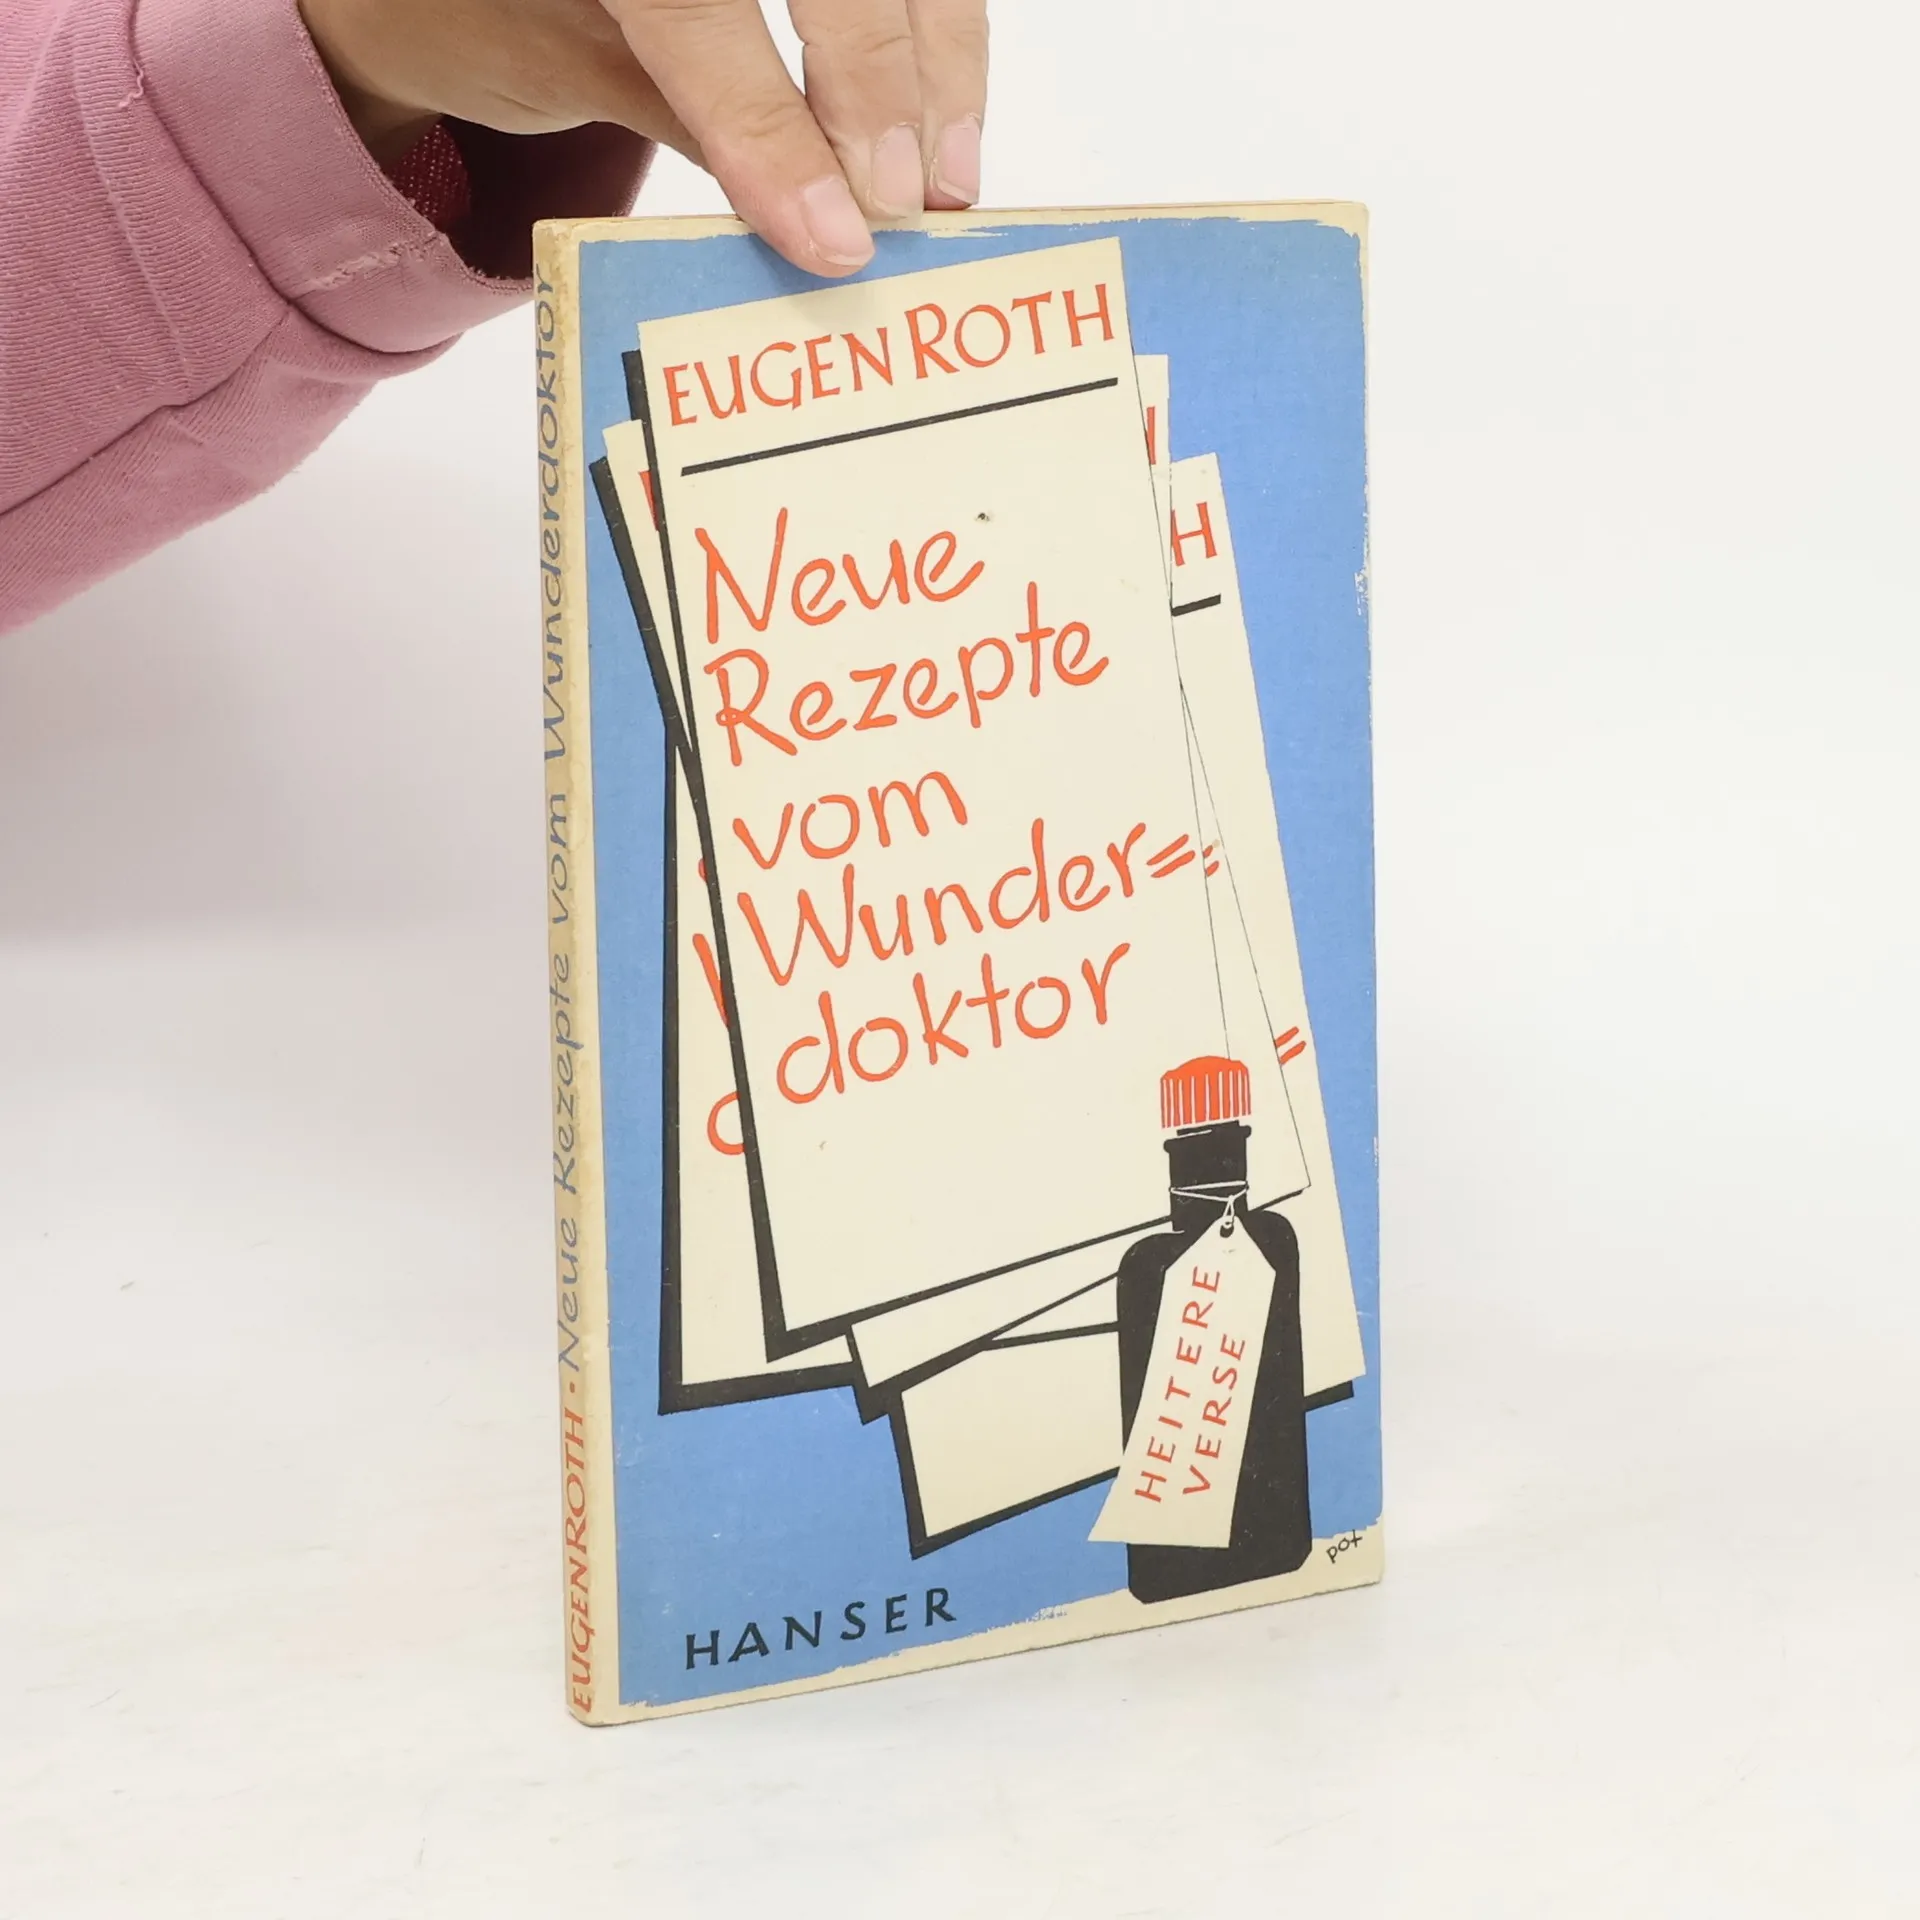 EUGEN ROTH
Neue
Rezepte
vom
Wunder=
doktor
HEITERE
VERSE
pot
HANSER
EUGEN ROTH · Neue Rezepte vom Wunderdoktor
H